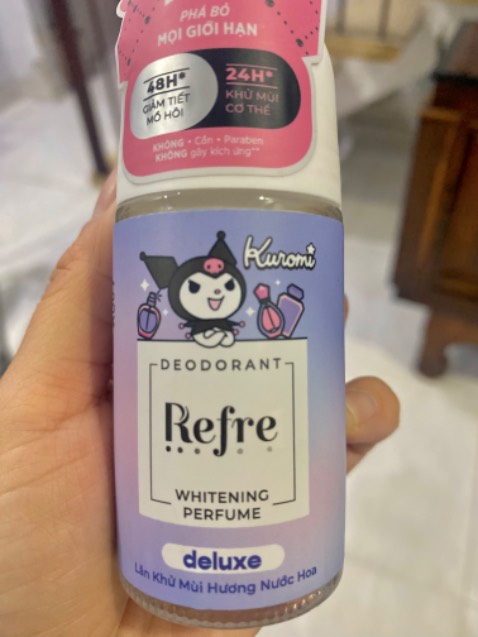 PHÁ BỎ
MỌI GIỚI HẠN
48H*
GIẢM TIẾT
MỒ HÔI
24H*
KHỬ MÙI
CƠ THỂ
KHÔNG • Cồn • Paraben
KHÔNG gây kích ứng**
Kuromi
DEODORANT
Refre
WHITENING
PERFUME
deluxe
Lăn Khử Mùi Hương Nước Hoa